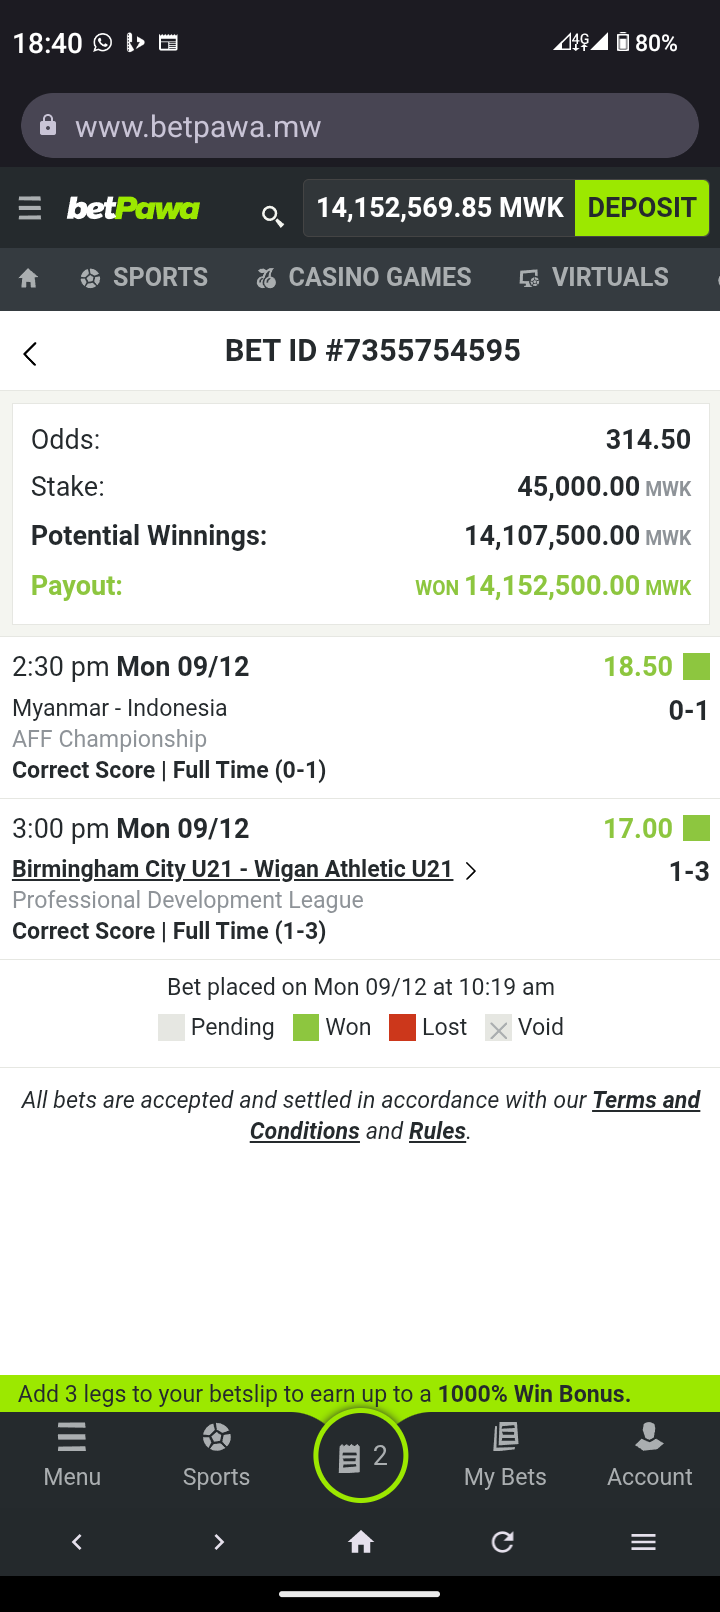 18:40 4G 80%
www.betpawa.mw
betPawa 14,152,569.85 MWK DEPOSIT
SPORTS CASINO GAMES VIRTUALS
BET ID #7355754595
Odds: 314.50
Stake: 45,000.00 MWK
Potential Winnings: 14,107,500.00 MWK
Payout: WON 14,152,500.00 MWK
2:30 pm Mon 09/12 18.50
Myanmar - Indonesia 0-1
AFF Championship
Correct Score | Full Time (0-1)
3:00 pm Mon 09/12 17.00
Birmingham City U21 - Wigan Athletic U21 1-3
Professional Development League
Correct Score | Full Time (1-3)
Bet placed on Mon 09/12 at 10:19 am
Pending Won Lost Void
All bets are accepted and settled in accordance with our Terms and
Conditions and Rules.
Add 3 legs to your betslip to earn up to a 1000% Win Bonus.
2
Menu Sports My Bets Account